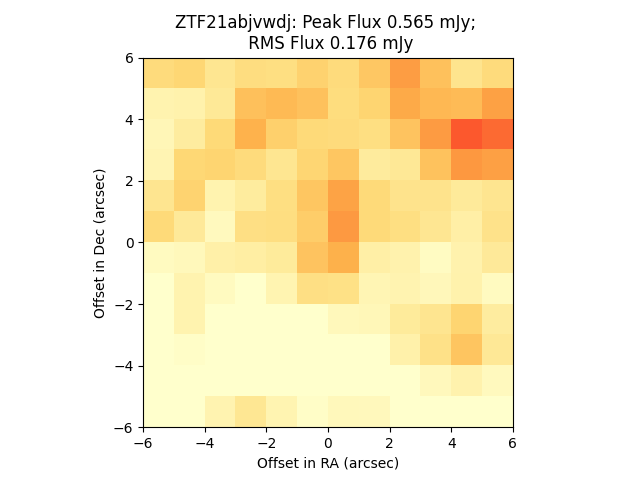 ZTF21abjvwdj: Peak Flux 0.565 mJy;
RMS Flux 0.176 mJy
6
4
2
0
−2
−4
−6
Offset in Dec (arcsec)
−6 −4 −2 0 2 4 6
Offset in RA (arcsec)